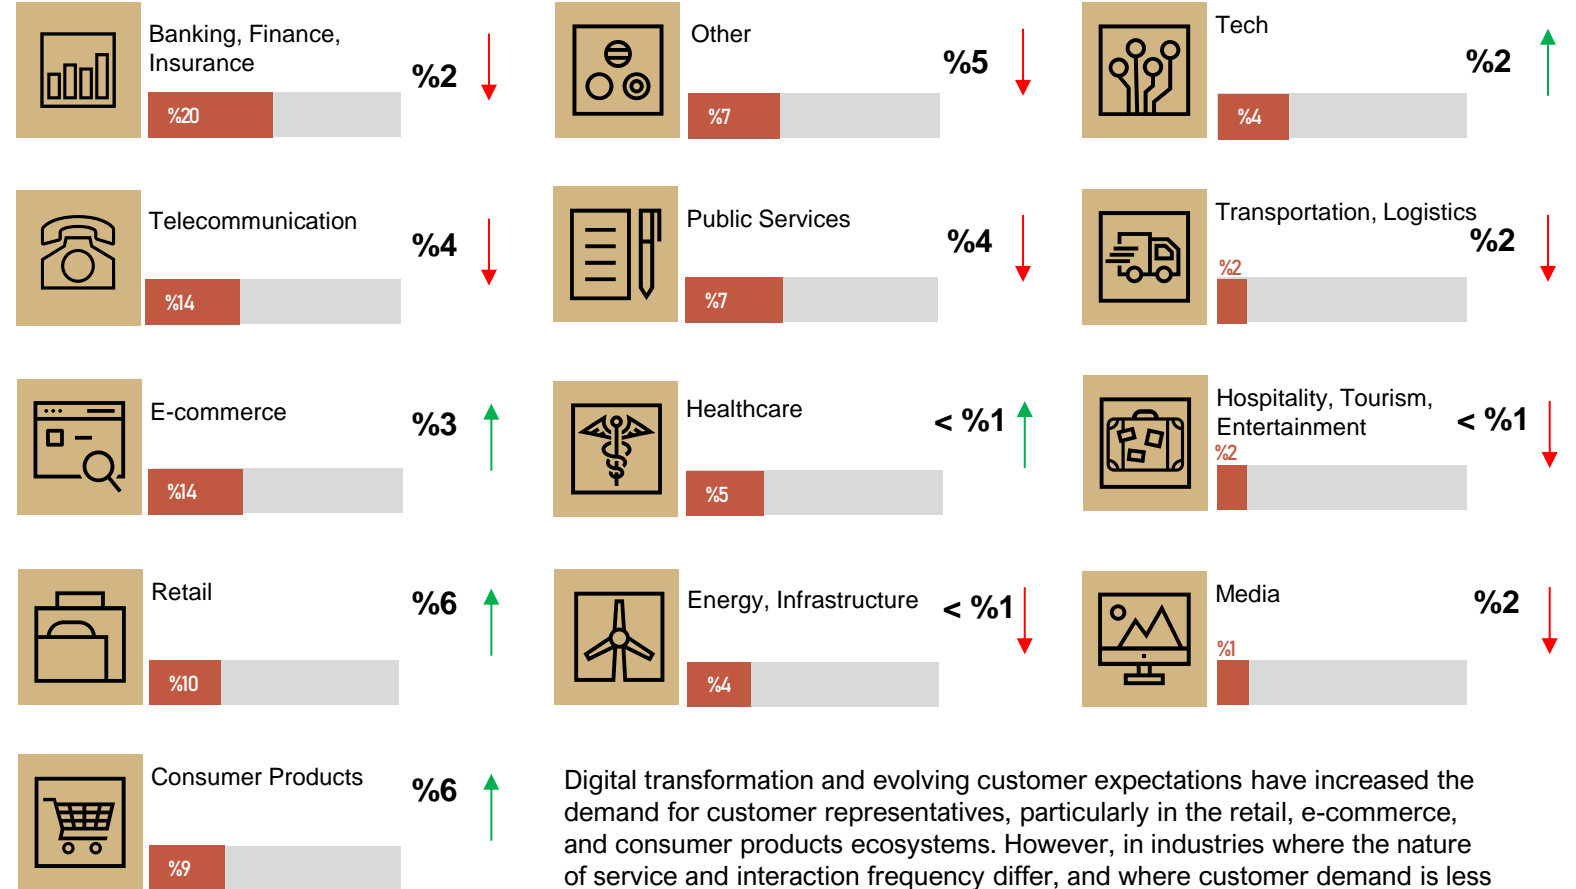 Banking, Finance,
Insurance
%2
%20
Other
%5
%7
Tech
%2
%4
Telecommunication
%4
%14
Public Services
%4
%7
Transportation, Logistics
%2
%2
E-commerce
%3
%14
Healthcare
< %1
%5
Hospitality, Tourism,
Entertainment
< %1
%2
Retail
%6
%10
Energy, Infrastructure
< %1
%4
Media
%2
%1
Consumer Products
%6
%9
Digital transformation and evolving customer expectations have increased the
demand for customer representatives, particularly in the retail, e-commerce,
and consumer products ecosystems. However, in industries where the nature
of service and interaction frequency differ, and where customer demand is less